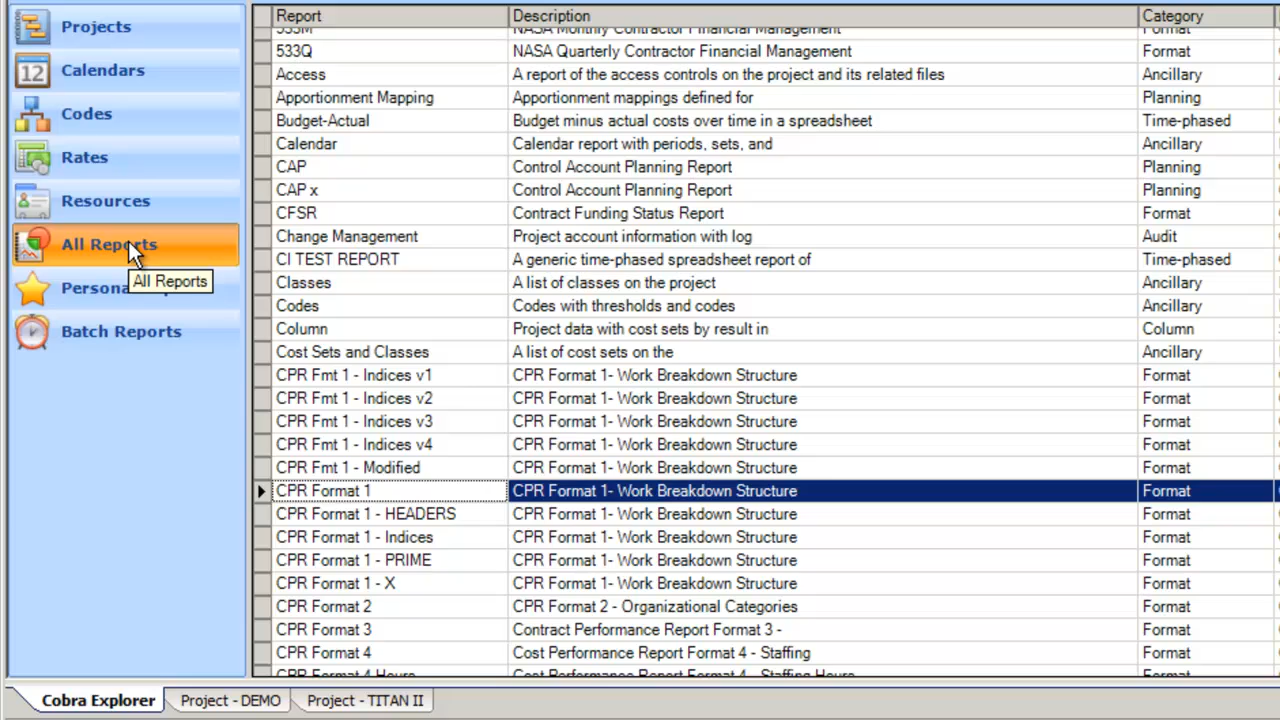 Projects
Calendars
Codes
Rates
Resources
All Reports
Persona
All Reports
Batch Reports
Report Description Category
533M NASA Monthly Contractor Financial Management Format
533Q NASA Quarterly Contractor Financial Management Format
Access A report of the access controls on the project and its related files Ancillary
Apportionment Mapping Apportionment mappings defined for Planning
Budget-Actual Budget minus actual costs over time in a spreadsheet Time-phased
Calendar Calendar report with periods, sets, and Ancillary
CAP Control Account Planning Report Planning
CAP x Control Account Planning Report Planning
CFSR Contract Funding Status Report Format
Change Management Project account information with log Audit
CI TEST REPORT A generic time-phased spreadsheet report of Time-phased
Classes A list of classes on the project Ancillary
Codes Codes with thresholds and codes Ancillary
Column Project data with cost sets by result in Column
Cost Sets and Classes A list of cost sets on the Ancillary
CPR Fmt 1 - Indices v1 CPR Format 1- Work Breakdown Structure Format
CPR Fmt 1 - Indices v2 CPR Format 1- Work Breakdown Structure Format
CPR Fmt 1 - Indices v3 CPR Format 1- Work Breakdown Structure Format
CPR Fmt 1 - Indices v4 CPR Format 1- Work Breakdown Structure Format
CPR Fmt 1 - Modified CPR Format 1- Work Breakdown Structure Format
CPR Format 1 CPR Format 1- Work Breakdown Structure Format
CPR Format 1 - HEADERS CPR Format 1- Work Breakdown Structure Format
CPR Format 1 - Indices CPR Format 1- Work Breakdown Structure Format
CPR Format 1 - PRIME CPR Format 1- Work Breakdown Structure Format
CPR Format 1 - X CPR Format 1- Work Breakdown Structure Format
CPR Format 2 CPR Format 2 - Organizational Categories Format
CPR Format 3 Contract Performance Report Format 3 - Format
CPR Format 4 Cost Performance Report Format 4 - Staffing Format
CPR Format 4 Hours Cost Performance Report Format 4 - Staffing Hours Format
Cobra Explorer Project - DEMO Project - TITAN II